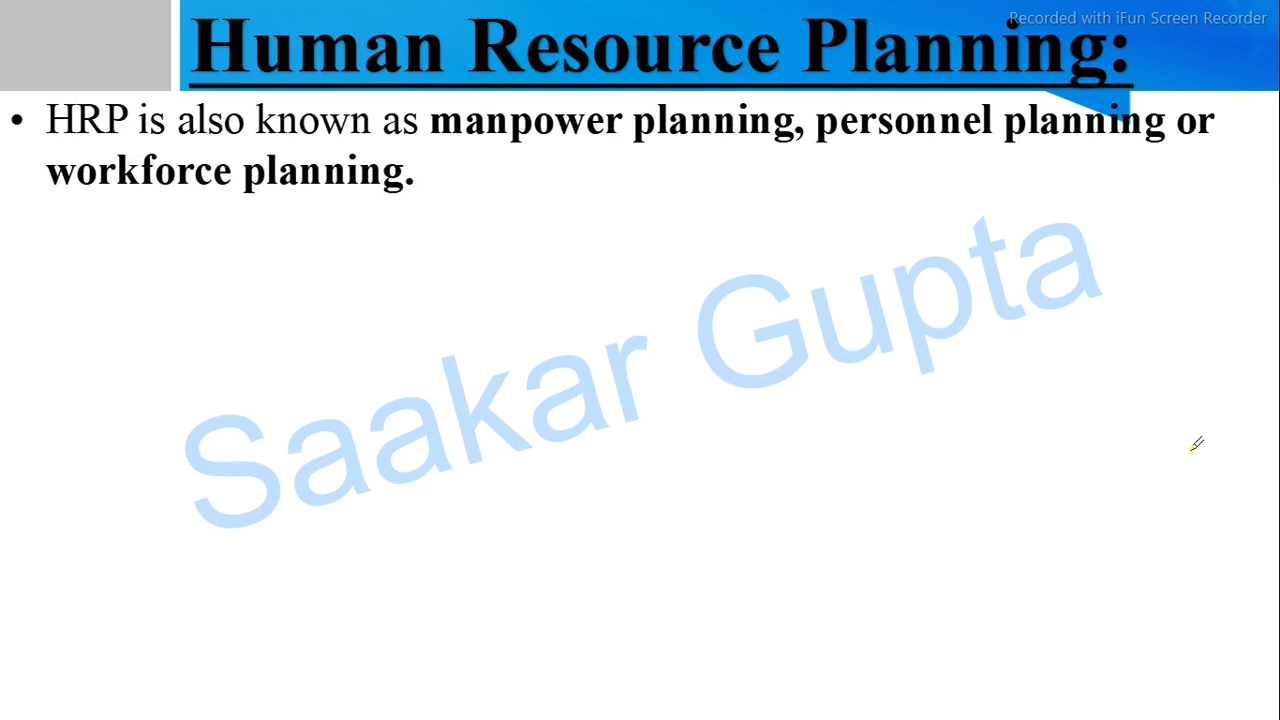 Recorded with iFun Screen Recorder
Human Resource Planning:
• HRP is also known as manpower planning, personnel planning or
workforce planning.
Saakar Gupta